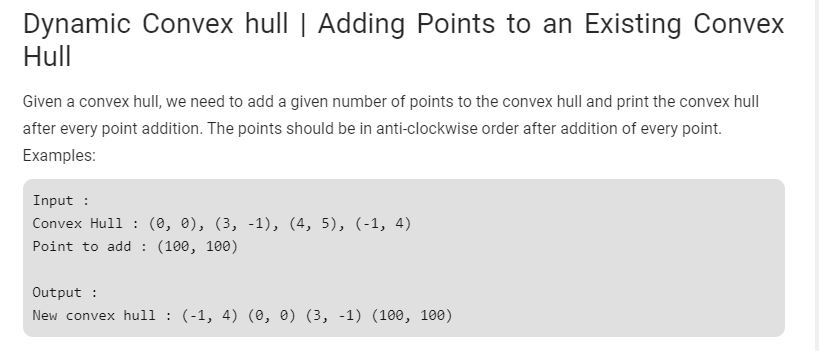 Dynamic Convex hull | Adding Points to an Existing Convex
Hull
Given a convex hull, we need to add a given number of points to the convex hull and print the convex hull
after every point addition. The points should be in anti-clockwise order after addition of every point.
Examples:
Input :
Convex Hull : (0, 0), (3, -1), (4, 5), (-1, 4)
Point to add : (100, 100)
Output :
New convex hull : (-1, 4) (0, 0) (3, -1) (100, 100)